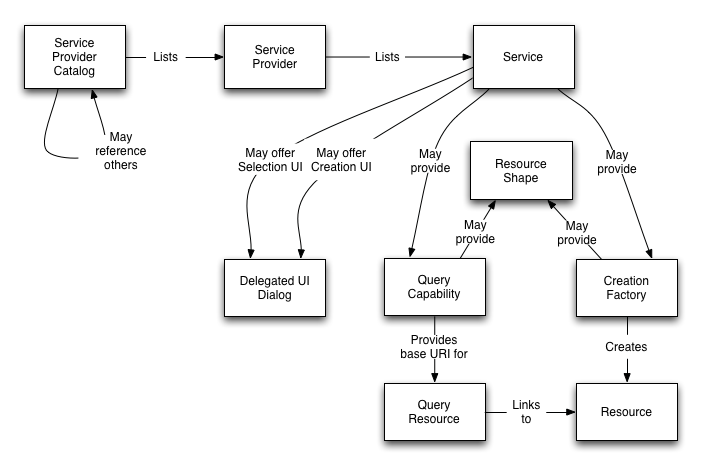 Service
Provider
Catalog
Lists
Service
Provider
Lists
Service
May
reference
others
May offer
Selection UI
May offer
Creation UI
May
provide
Resource
Shape
May
provide
May
provide
May
provide
Delegated UI
Dialog
Query
Capability
Creation
Factory
Provides
base URI for
Creates
Query
Resource
Links
to
Resource